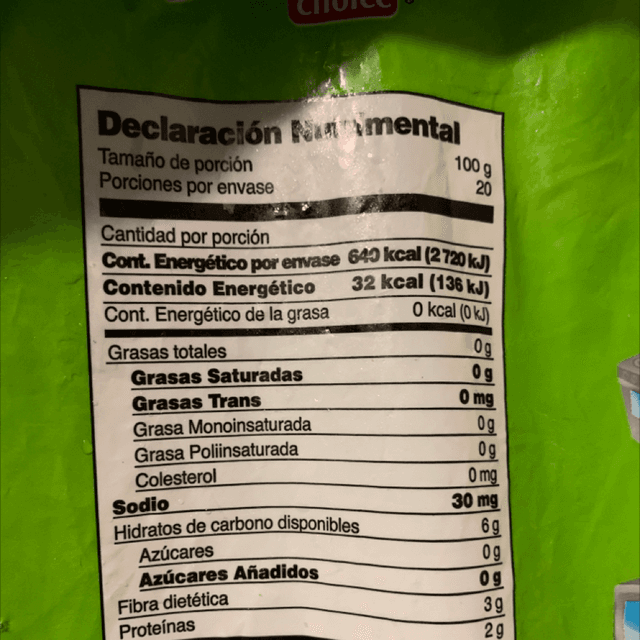 choice
Declaración Nutrimental
Tamaño de porción 100 g
Porciones por envase 20
Cantidad por porción
Cont. Energético por envase 640 kcal (2 720 kJ)
Contenido Energético 32 kcal (136 kJ)
Cont. Energético de la grasa 0 kcal (0 kJ)
Grasas totales 0 g
Grasas Saturadas 0 g
Grasas Trans 0 mg
Grasa Monoinsaturada 0 g
Grasa Poliinsaturada 0 g
Colesterol 0 mg
Sodio 30 mg
Hidratos de carbono disponibles 6 g
Azúcares 0 g
Azúcares Añadidos 0 g
Fibra dietética 3 g
Proteínas 2 g